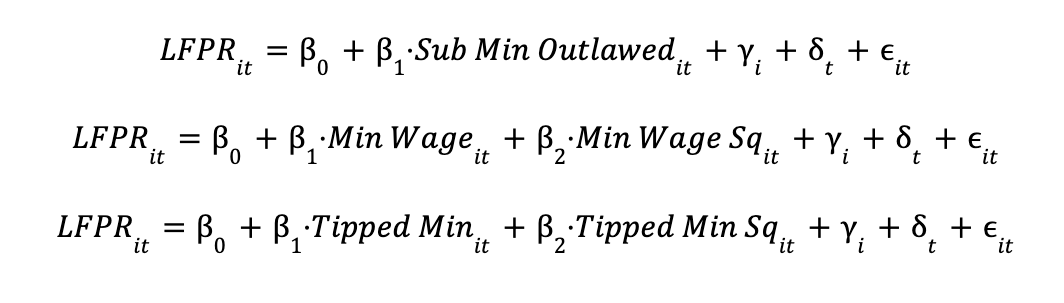 LFPR_it = β_0 + β_1·Sub Min Outlawed_it + γ_i + δ_t + ϵ_it
LFPR_it = β_0 + β_1·Min Wage_it + β_2·Min Wage Sq_it + γ_i + δ_t + ϵ_it
LFPR_it = β_0 + β_1·Tipped Min_it + β_2·Tipped Min Sq_it + γ_i + δ_t + ϵ_it